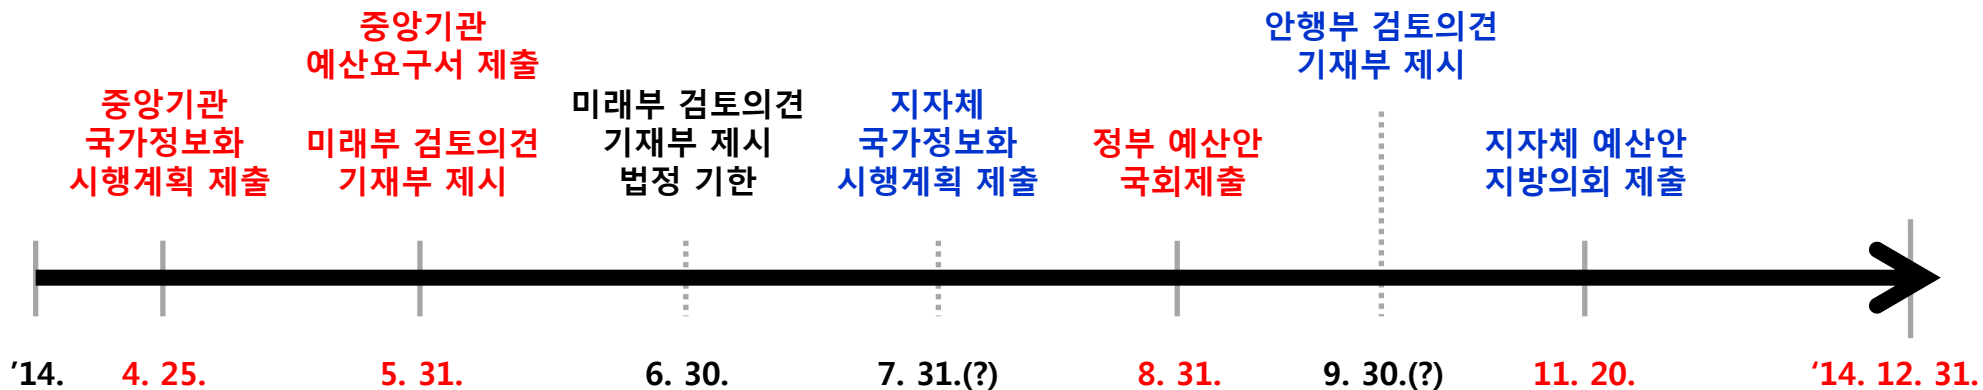 중앙기관
국가정보화
시행계획 제출
중앙기관
예산요구서 제출
미래부 검토의견
기재부 제시
미래부 검토의견
기재부 제시
법정 기한
지자체
국가정보화
시행계획 제출
정부 예산안
국회제출
안행부 검토의견
기재부 제시
지자체 예산안
지방의회 제출
'14.
4. 25.
5. 31.
6. 30.
7. 31.(?)
8. 31.
9. 30.(?)
11. 20.
'14. 12. 31.